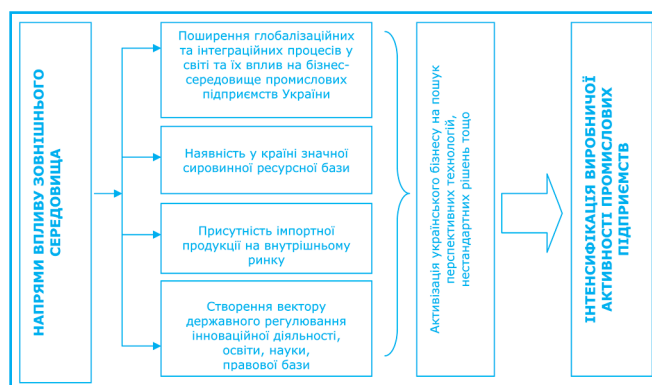 НАПРЯМИ ВПЛИВУ ЗОВНІШНЬОГО
СЕРЕДОВИЩА
Поширення глобалізаційних
та інтеграційних процесів у
світі та їх вплив на бізнес-
середовище промислових
підприємств України
Наявність у країні значної
сировинної ресурсної бази
Присутність імпортної
продукції на внутрішньому
ринку
Створення вектору
державного регулювання
інноваційної діяльності,
освіти, науки,
правової бази
Активізація українського бізнесу на пошук
перспективних технологій,
нестандартних рішень тощо
ІНТЕНСИФІКАЦІЯ ВИРОБНИЧОЇ
АКТИВНОСТІ ПРОМИСЛОВИХ
ПІДПРИЄМСТВ